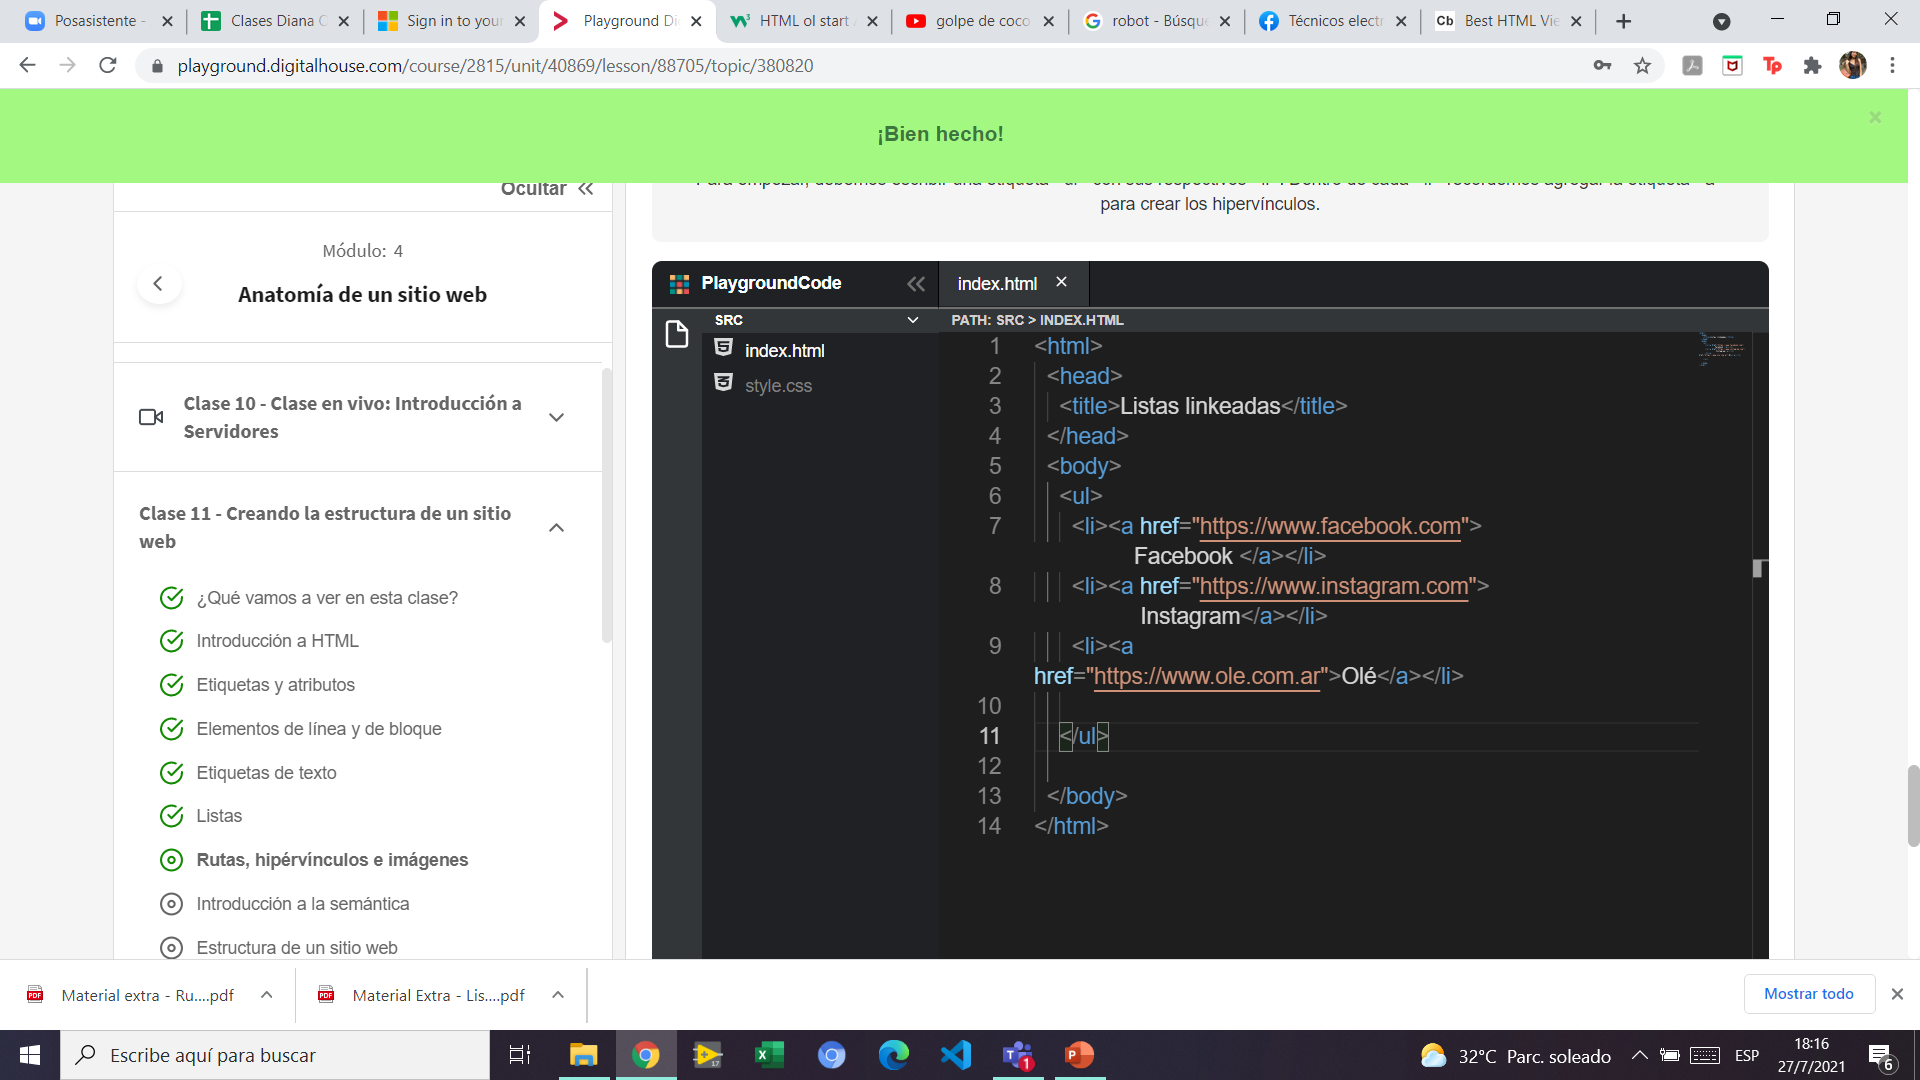 Posasistente -
Clases Diana C
Sign in to your
Playground Di
HTML ol start
golpe de coco
robot - Búsqu
Técnicos electr
Cb Best HTML Vie
playground.digitalhouse.com/course/2815/unit/40869/lesson/88705/topic/380820
¡Bien hecho!
Ocultar
para crear los hipervínculos.
Módulo: 4
Anatomía de un sitio web
Clase 10 - Clase en vivo: Introducción a
Servidores
Clase 11 - Creando la estructura de un sitio
web
¿Qué vamos a ver en esta clase?
Introducción a HTML
Etiquetas y atributos
Elementos de línea y de bloque
Etiquetas de texto
Listas
Rutas, hipérvínculos e imágenes
Introducción a la semántica
Estructura de un sitio web
PlaygroundCode
index.html
SRC
PATH: SRC > INDEX.HTML
index.html
style.css
1 <html>
2 <head>
3 <title>Listas linkeadas</title>
4 </head>
5 <body>
6 <ul>
7 <li><a href="https://www.facebook.com">
Facebook </a></li>
8 <li><a href="https://www.instagram.com">
Instagram</a></li>
9 <li><a
href="https://www.ole.com.ar">Olé</a></li>
10
11 </ul>
12
13 </body>
14 </html>
Material extra - Ru....pdf
Material Extra - Lis....pdf
Mostrar todo
Escribe aquí para buscar
32°C Parc. soleado
ESP
18:16
27/7/2021
6